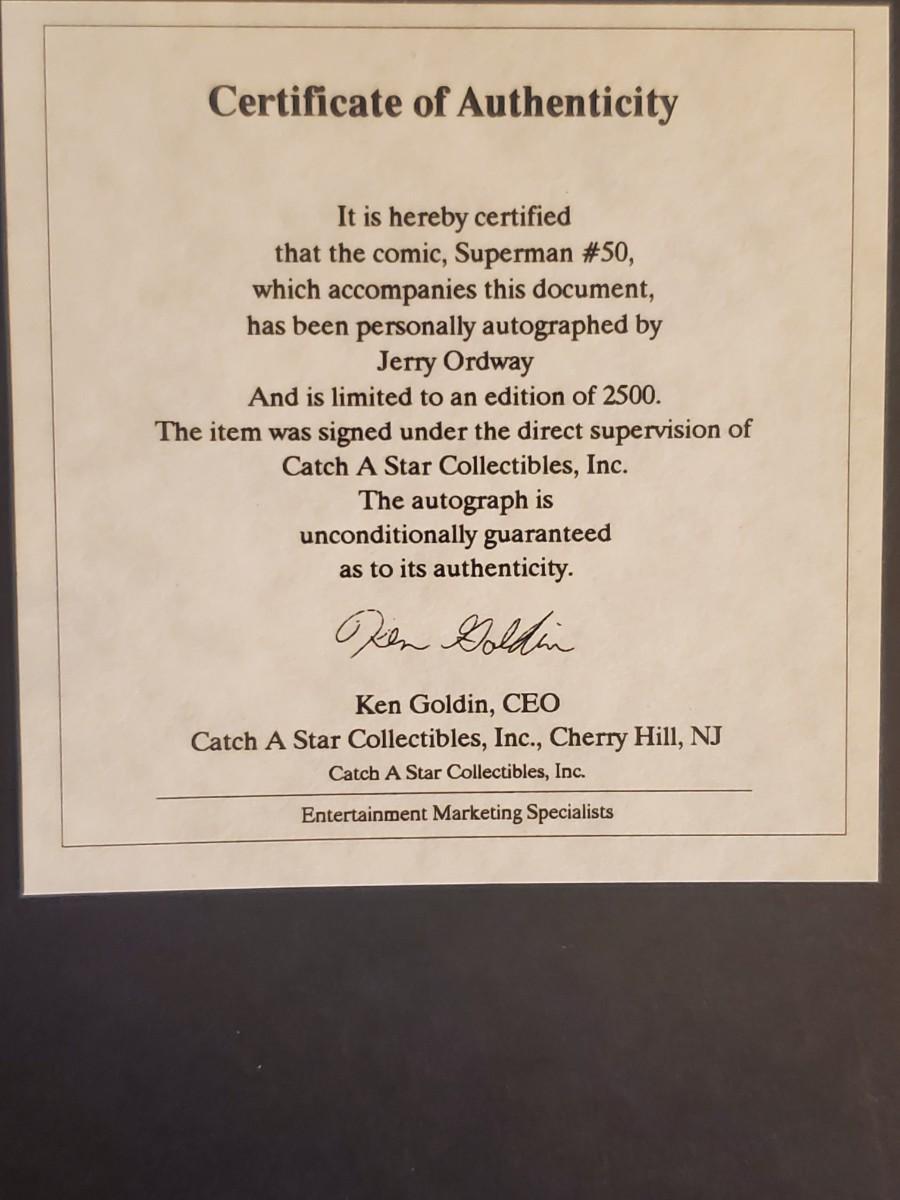 Certificate of Authenticity
It is hereby certified
that the comic, Superman #50,
which accompanies this document,
has been personally autographed by
Jerry Ordway
And is limited to an edition of 2500.
The item was signed under the direct supervision of
Catch A Star Collectibles, Inc.
The autograph is
unconditionally guaranteed
as to its authenticity.
Ken Goldin
Ken Goldin, CEO
Catch A Star Collectibles, Inc., Cherry Hill, NJ
Catch A Star Collectibles, Inc.
Entertainment Marketing Specialists